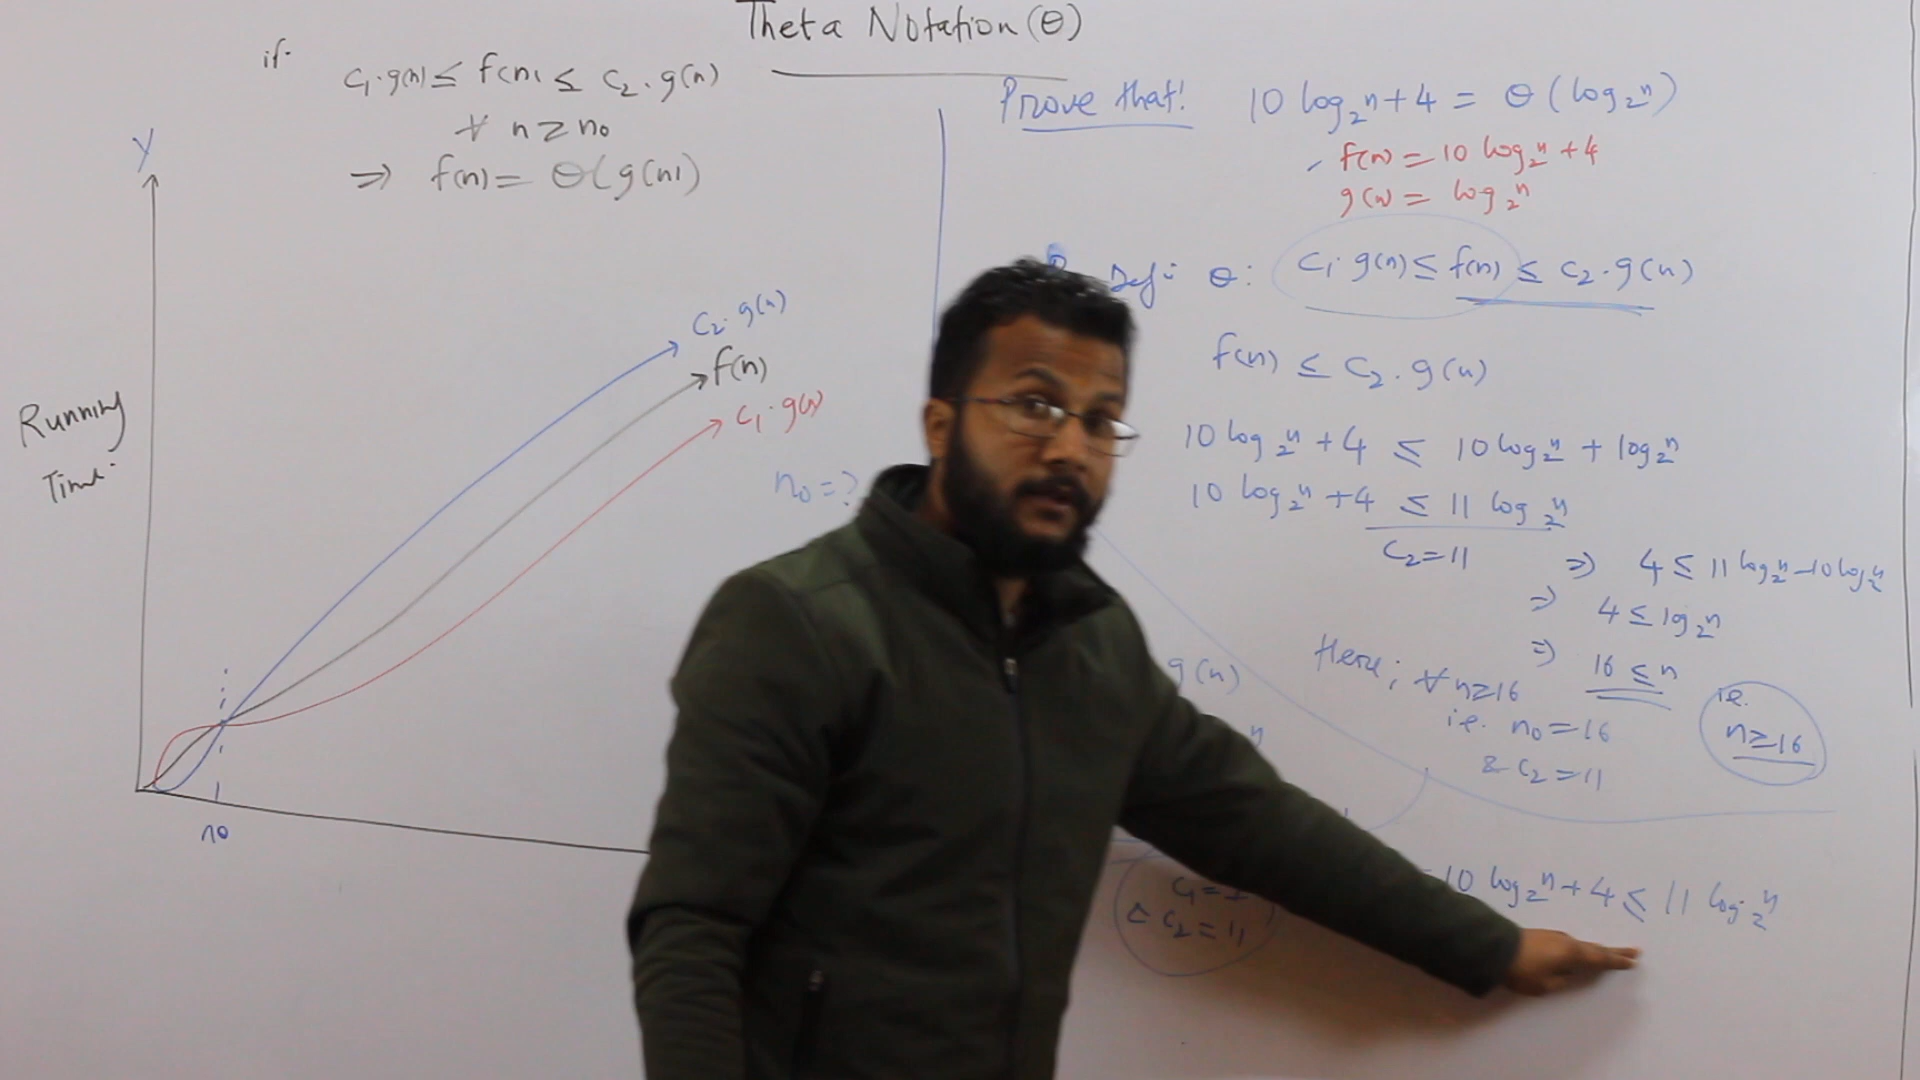 Theta Notation (θ)
if
c₁·g(n) ≤ f(n) ≤ c₂·g(n)
∀ n ≥ n₀
⇒ f(n) = θ(g(n))
Y
Running
Time
c₂·g(n)
f(n)
c₁·g(n)
n₀ = ?
n₀
Prove that! 10 log₂ⁿ + 4 = θ(log₂ⁿ)
f(n) = 10 log₂ⁿ + 4
g(n) = log₂ⁿ
Defⁿ θ: c₁·g(n) ≤ f(n) ≤ c₂·g(n)
f(n) ≤ c₂·g(n)
10 log₂ⁿ + 4 ≤ 10 log₂ⁿ + log₂ⁿ
10 log₂ⁿ + 4 ≤ 11 log₂ⁿ
c₂ = 11
⇒ 4 ≤ 11 log₂ⁿ - 10 log₂ⁿ
⇒ 4 ≤ log₂ⁿ
⇒ 16 ≤ n
ie.
n ≥ 16
Here; ∀ n ≥ 16
i.e. n₀ = 16
& c₂ = 11
g(n)
c₂ = 11
10 log₂ⁿ + 4 ≤ 11 log₂ⁿ